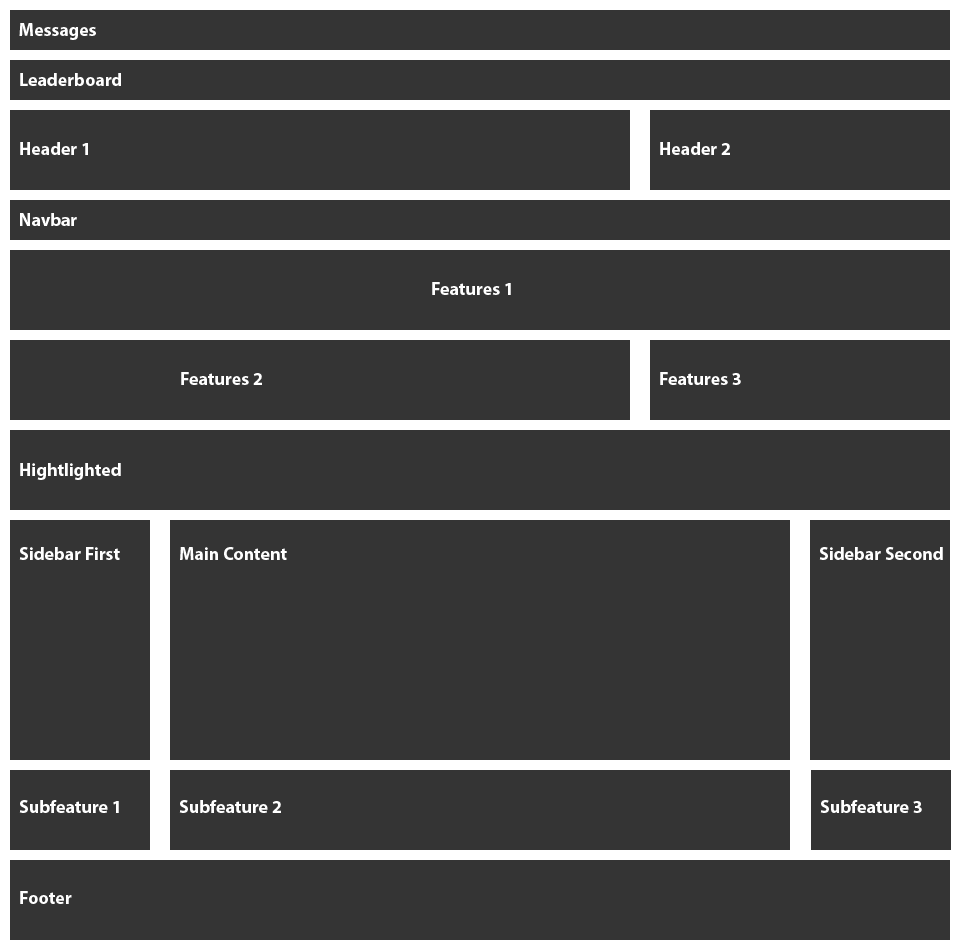 Messages
Leaderboard
Header 1
Header 2
Navbar
Features 1
Features 2
Features 3
Hightlighted
Sidebar First
Main Content
Sidebar Second
Subfeature 1
Subfeature 2
Subfeature 3
Footer